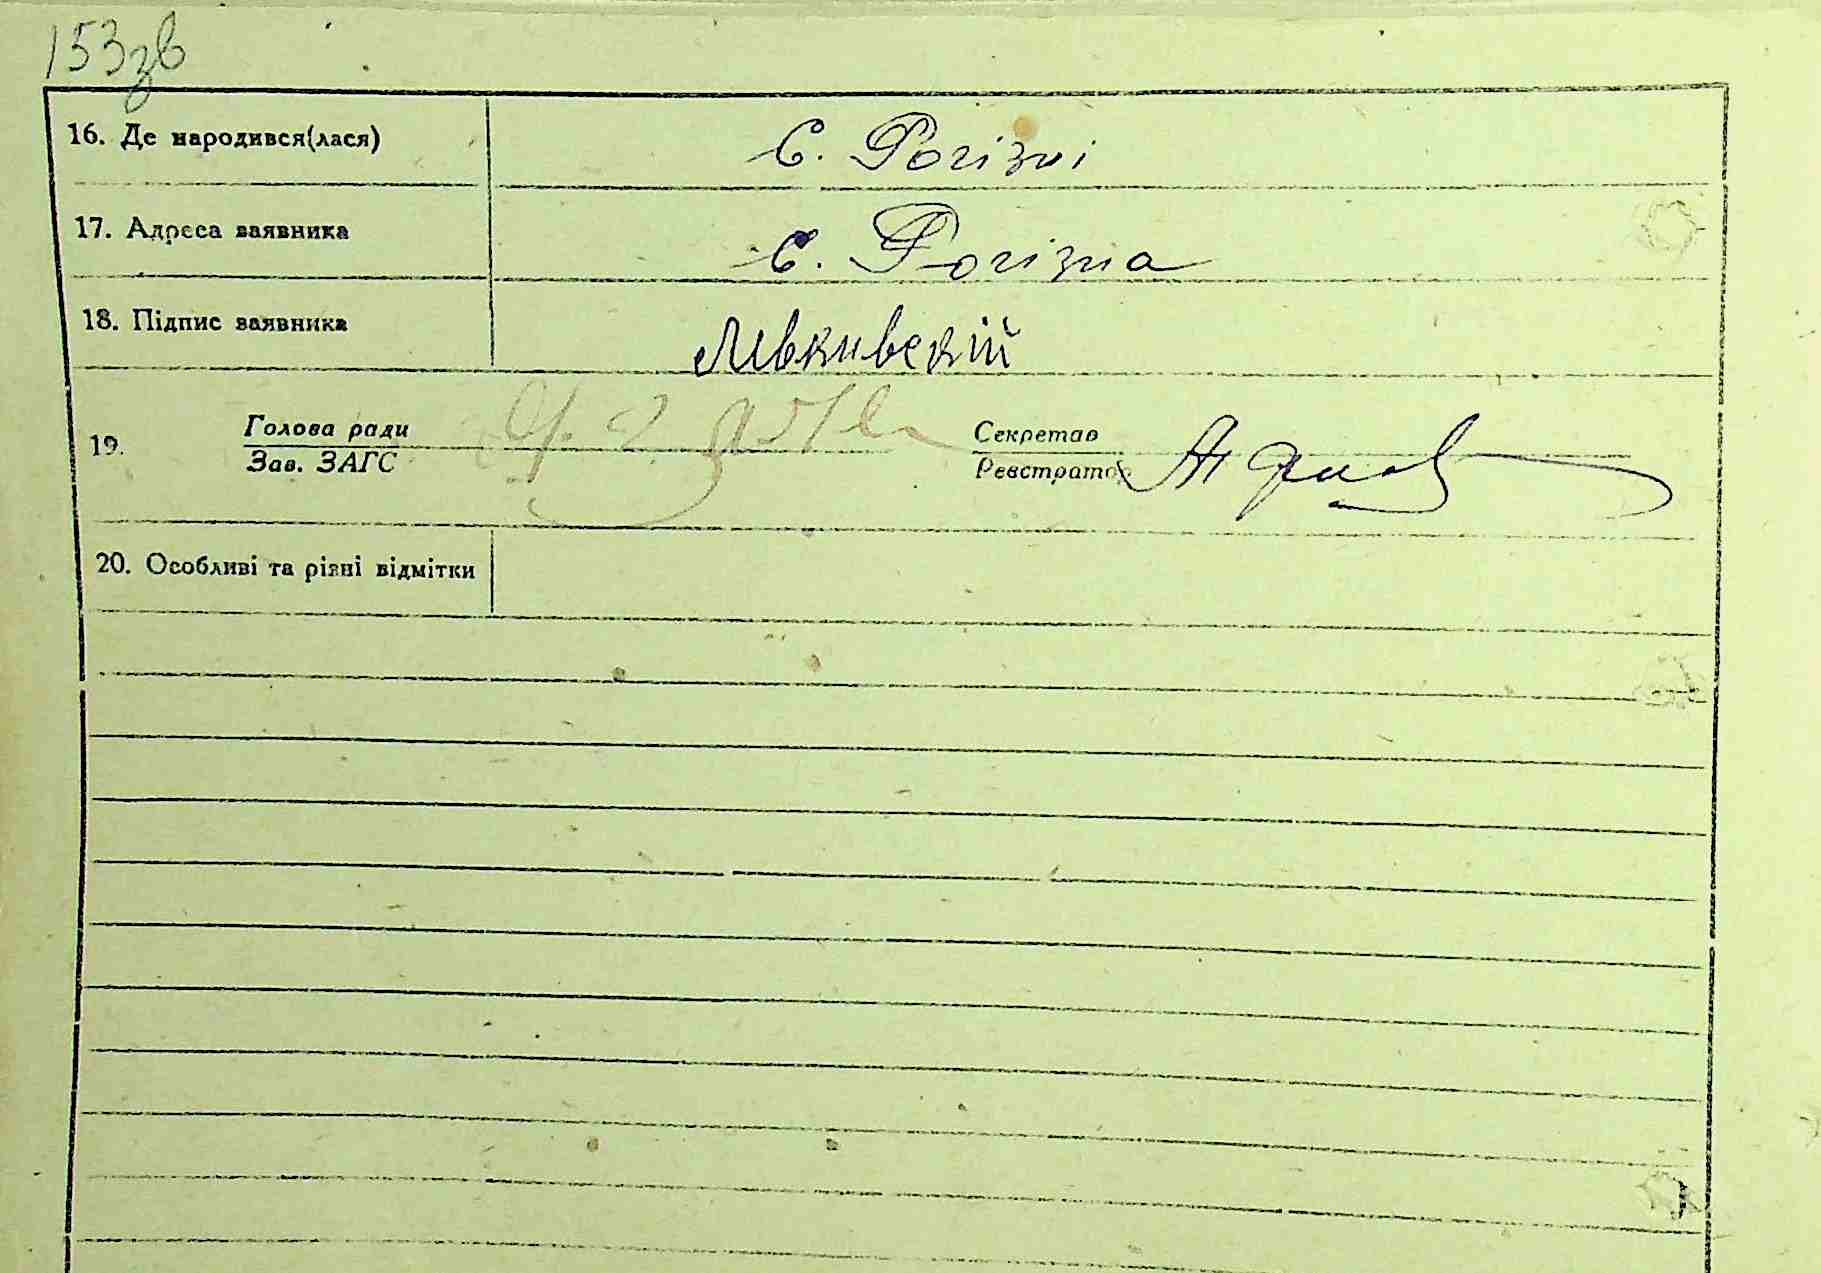 153зв
16. Де народився(лася) с. Рогізні
17. Адреса заявника с. Рогізна
18. Підпис заявника Лівкивскій
19. Голова ради Секретар
Зав. ЗАГС Реєстратор
20. Особливі та різні відмітки